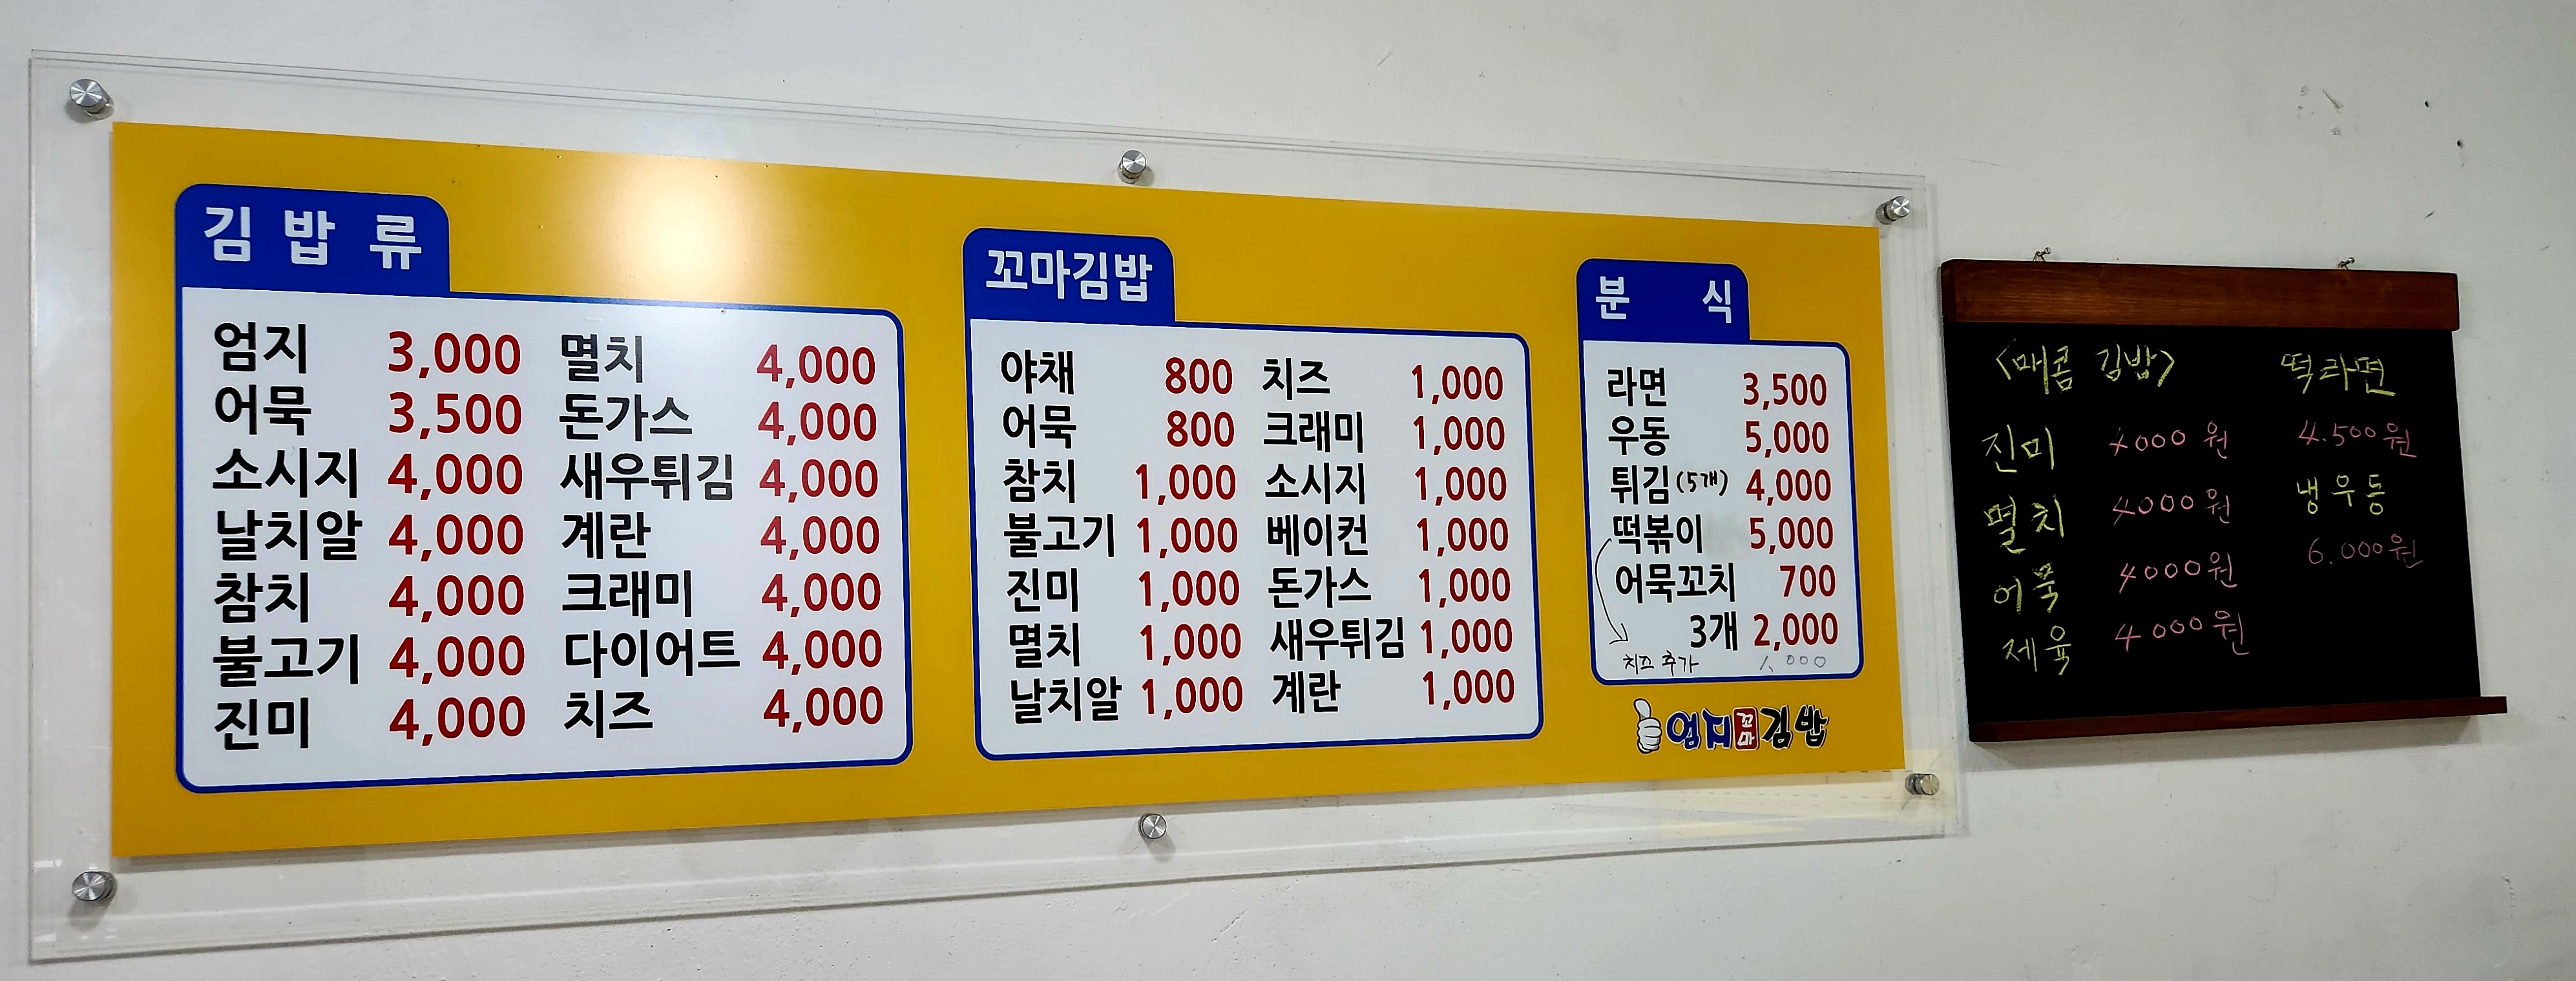 김밥류
엄지 3,000 멸치 4,000
어묵 3,500 돈가스 4,000
소시지 4,000 새우튀김 4,000
날치알 4,000 계란 4,000
참치 4,000 크래미 4,000
불고기 4,000 다이어트 4,000
진미 4,000 치즈 4,000
꼬마김밥
야채 800 치즈 1,000
어묵 800 크래미 1,000
참치 1,000 소시지 1,000
불고기 1,000 베이컨 1,000
진미 1,000 돈가스 1,000
멸치 1,000 새우튀김 1,000
날치알 1,000 계란 1,000
분식
라면 3,500
우동 5,000
튀김(5개) 4,000
떡볶이 5,000
어묵꼬치 700
3개 2,000
치즈 추가 1,000
엄지꼬마김밥
<매콤 김밥>
진미 4000원
멸치 4000원
어묵 4000원
제육 4000원
떡라면
4.500원
냉우동
6.000원